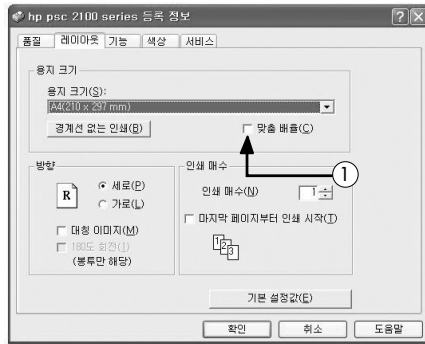 hp psc 2100 series 등록 정보
품질 레이아웃 기능 색상 서비스
용지 크기
용지 크기(S):
A4(210 x 297 mm)
경계선 없는 인쇄(B) 맞춤 배율(C)
①
방향
R
세로(P)
가로(L)
대칭 이미지(M)
180도 회전(I)
(봉투만 해당)
인쇄 매수
인쇄 매수(N) 1
마지막 페이지부터 인쇄 시작(T)
1 2 3
기본 설정값(E)
확인 취소 도움말